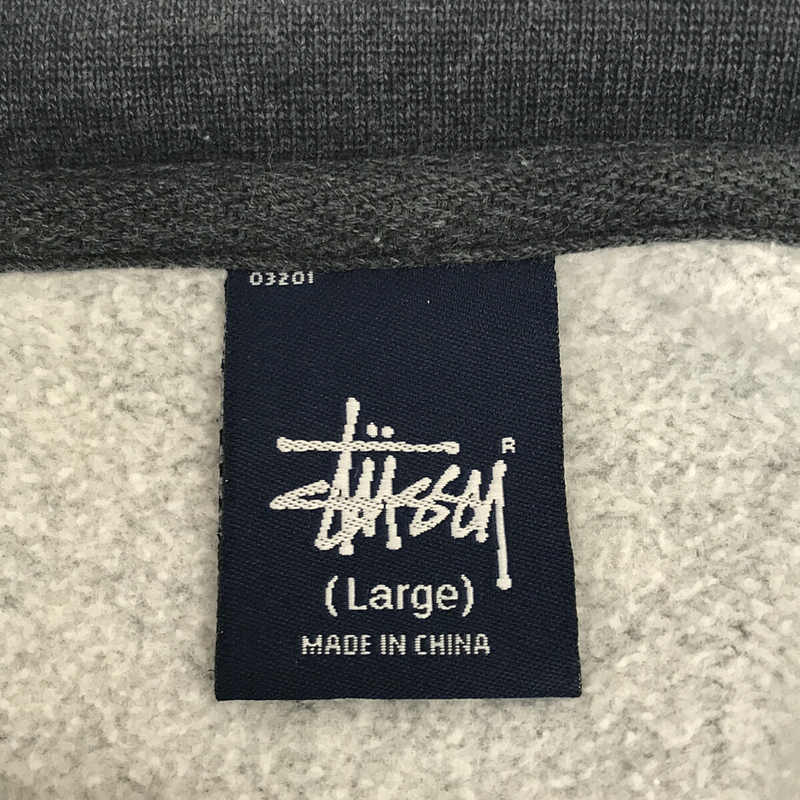 03201
Stüssy
R
(Large)
MADE IN CHINA